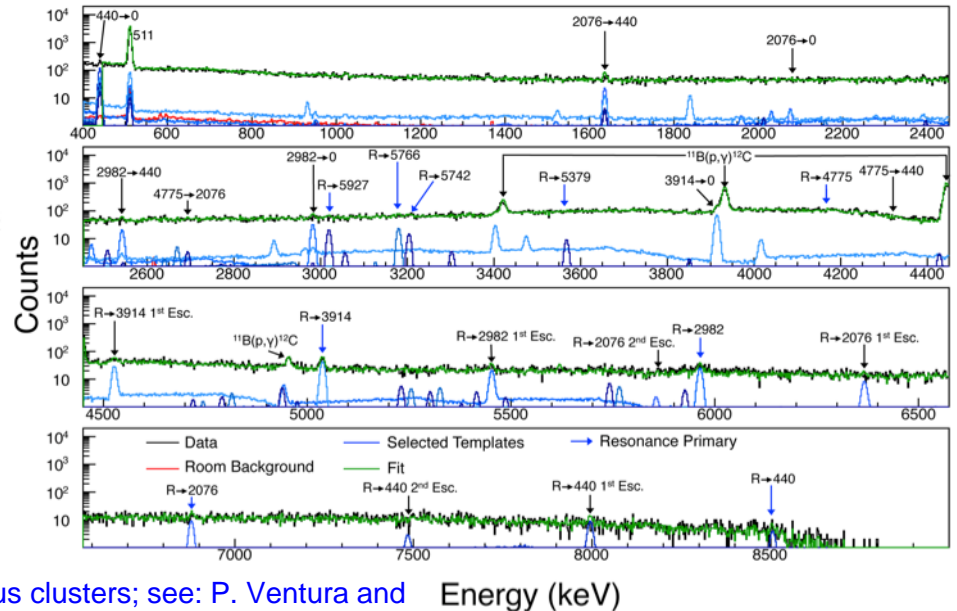 10⁴
10³
10²
10
440→0
511
2076→440
2076→0
400 600 800 1000 1200 1400 1600 1800 2000 2200 2400
10⁴
10³
10²
10
2982→440
4775→2076
2982→0
R→5927
R→5766
R→5742
R→5379
¹¹B(p,γ)¹²C
3914→0
R→4775
4775→440
2600 2800 3000 3200 3400 3600 3800 4000 4200 4400
Counts
10⁴
10³
10²
10
R→3914 1ˢᵗ Esc.
¹¹B(p,γ)¹²C
R→3914
R→2982 1ˢᵗ Esc.
R→2076 2ⁿᵈ Esc.
R→2982
R→2076 1ˢᵗ Esc.
4500 5000 5500 6000 6500
10⁴
10³
10²
10
Data
Selected Templates
Resonance Primary
Room Background
Fit
R→2076
R→440 2ⁿᵈ Esc.
R→440 1ˢᵗ Esc.
R→440
7000 7500 8000 8500
us clusters; see: P. Ventura and
Energy (keV)